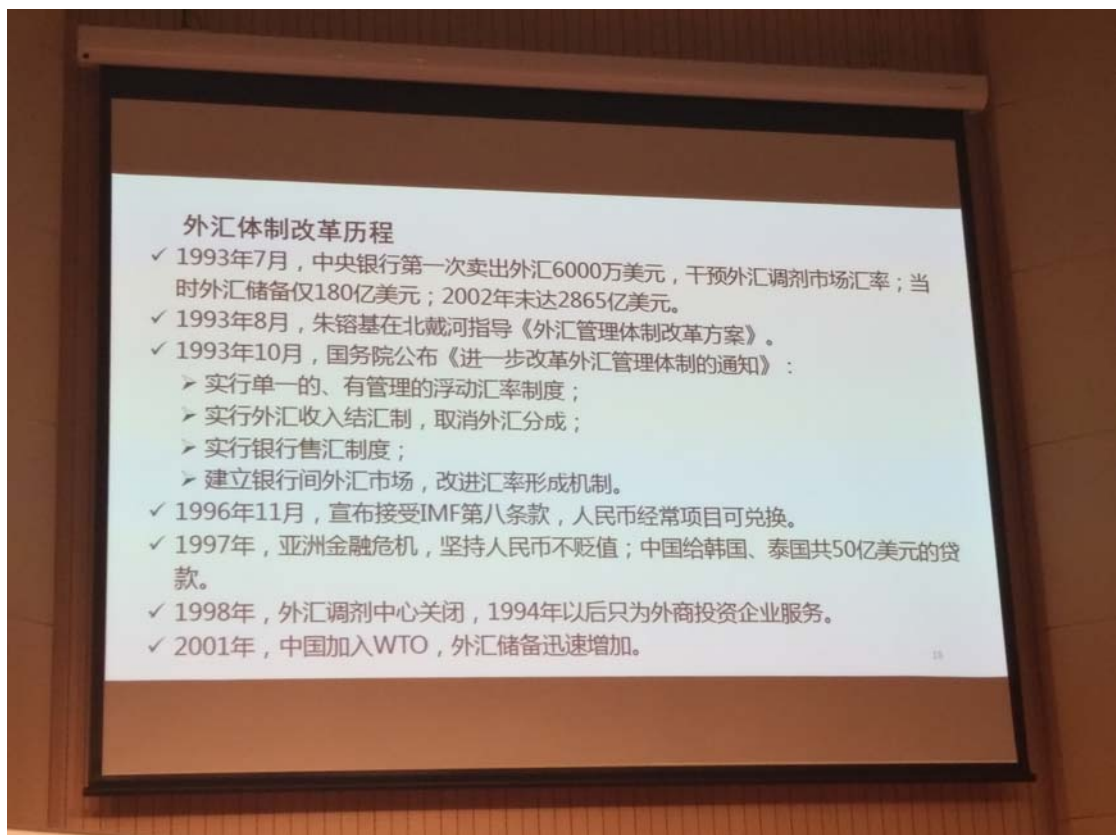 外汇体制改革历程
✓ 1993年7月，中央银行第一次卖出外汇6000万美元，干预外汇调剂市场汇率；当
时外汇储备仅180亿美元；2002年末达2865亿美元。
✓ 1993年8月，朱镕基在北戴河指导《外汇管理体制改革方案》。
✓ 1993年10月，国务院公布《进一步改革外汇管理体制的通知》：
➢ 实行单一的、有管理的浮动汇率制度；
➢ 实行外汇收入结汇制，取消外汇分成；
➢ 实行银行售汇制度；
➢ 建立银行间外汇市场，改进汇率形成机制。
✓ 1996年11月，宣布接受IMF第八条款，人民币经常项目可兑换。
✓ 1997年，亚洲金融危机，坚持人民币不贬值；中国给韩国、泰国共50亿美元的贷
款。
✓ 1998年，外汇调剂中心关闭，1994年以后只为外商投资企业服务。
✓ 2001年，中国加入WTO，外汇储备迅速增加。